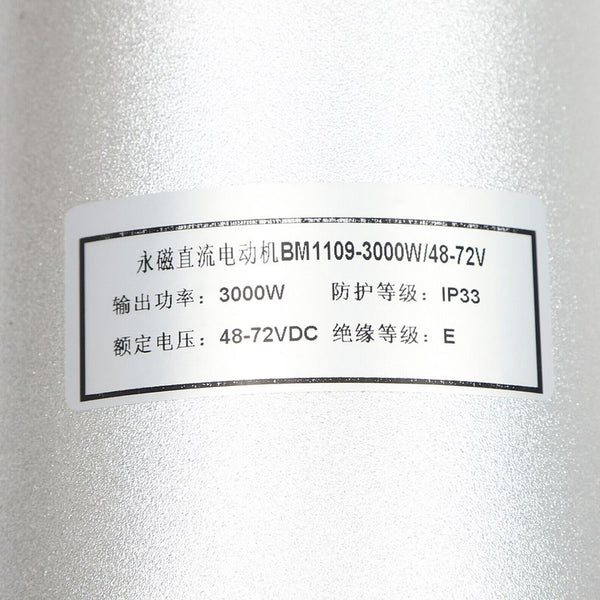 永磁直流电动机BM1109-3000W/48-72V
输出功率：3000W 防护等级：IP33
额定电压：48-72VDC 绝缘等级：E